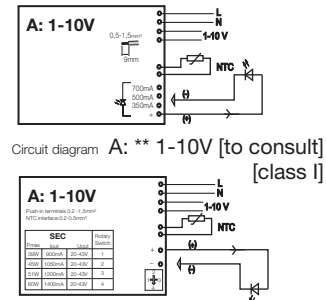 A: 1-10V
L
N
1-10 V
0,5-1,5mm²
9mm
NTC
700mA
500mA
350mA
(-)
+
(+)
Circuit diagram A: ** 1-10V [to consult]
[class I]
A: 1-10V
L
N
1-10 V
Push-in terminals 0,2 -1,5mm²
NTC interface 0,2-0,5mm²
NTC
SEC Rotary
Pmax Iout Uout Switch
39W 900mA 20-43V 1
45W 1050mA 20-43V 2
51W 1200mA 20-43V 3
60W 1400mA 20-43V 4
+ (+)
- (-)